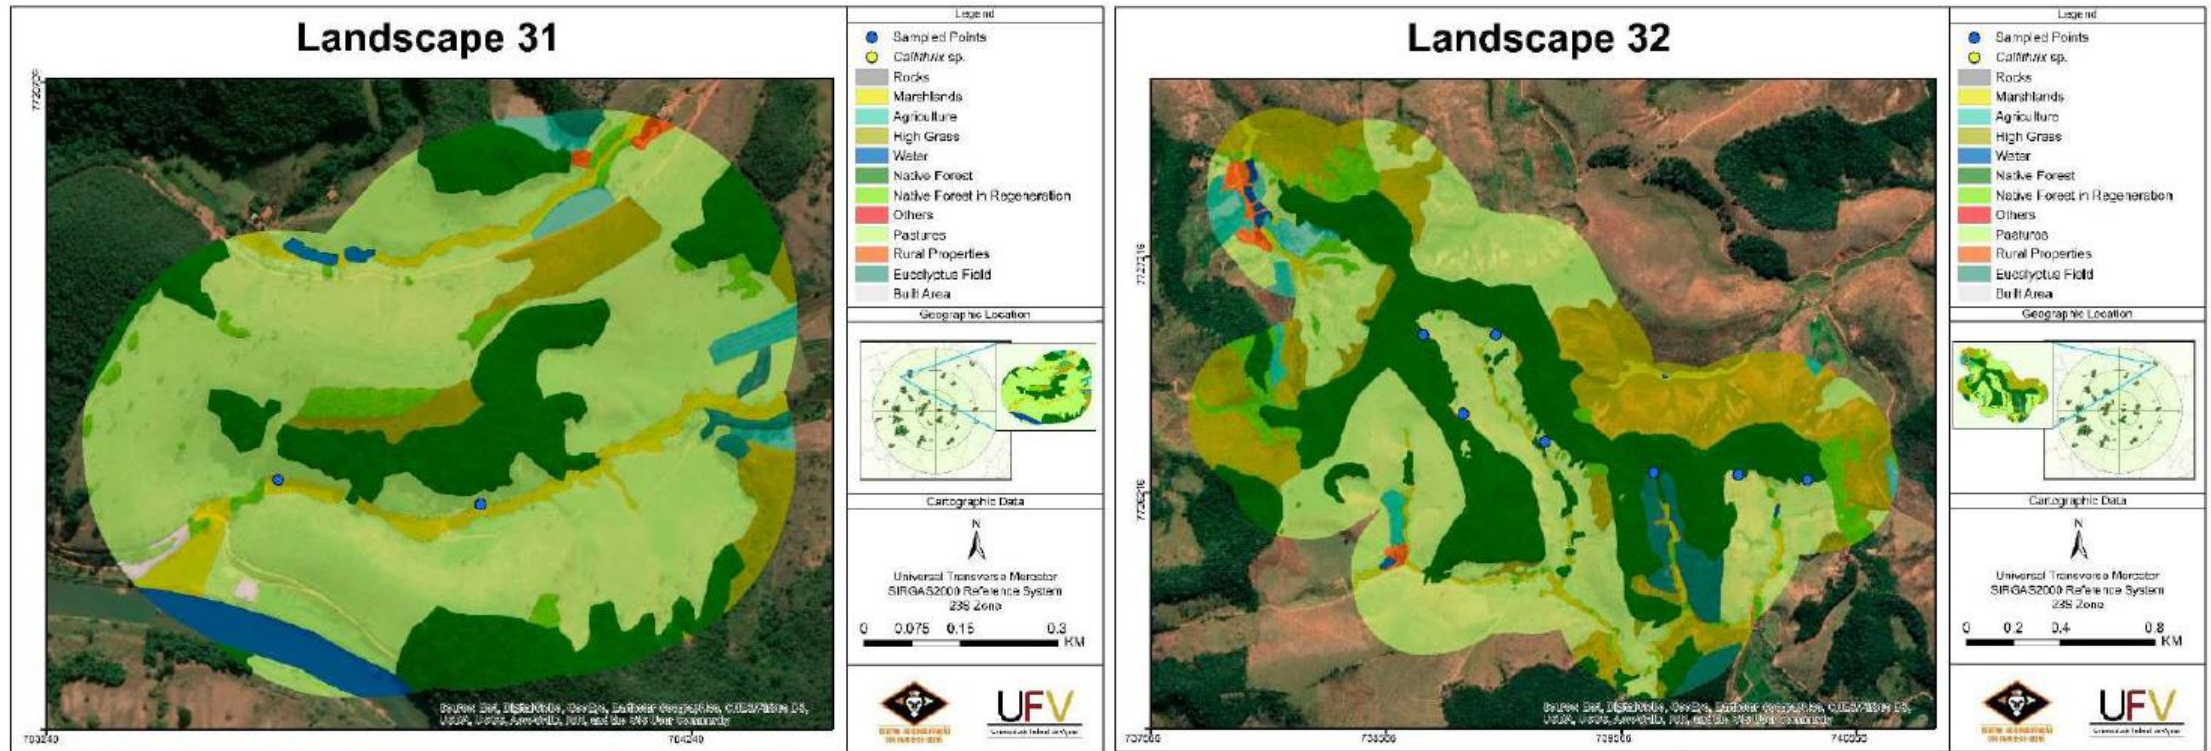 Landscape 31
Legend
Sampled Points
Callithrix sp.
Rocks
Marshlands
Agriculture
High Grass
Water
Native Forest
Native Forest in Regeneration
Others
Pastures
Rural Properties
Eucalyptus Field
Built Area
Geographic Location
Cartographic Data
N
Universal Transverse Mercator
SIRGAS2000 Reference System
23S Zone
0 0.075 0.15 0.3
KM
UFV
703240
704240
Landscape 32
Legend
Sampled Points
Callithrix sp.
Rocks
Marshlands
Agriculture
High Grass
Water
Native Forest
Native Forest in Regeneration
Others
Pastures
Rural Properties
Eucalyptus Field
Built Area
Geographic Location
Cartographic Data
N
Universal Transverse Mercator
SIRGAS2000 Reference System
23S Zone
0 0.2 0.4 0.8
KM
UFV
7727216
7726216